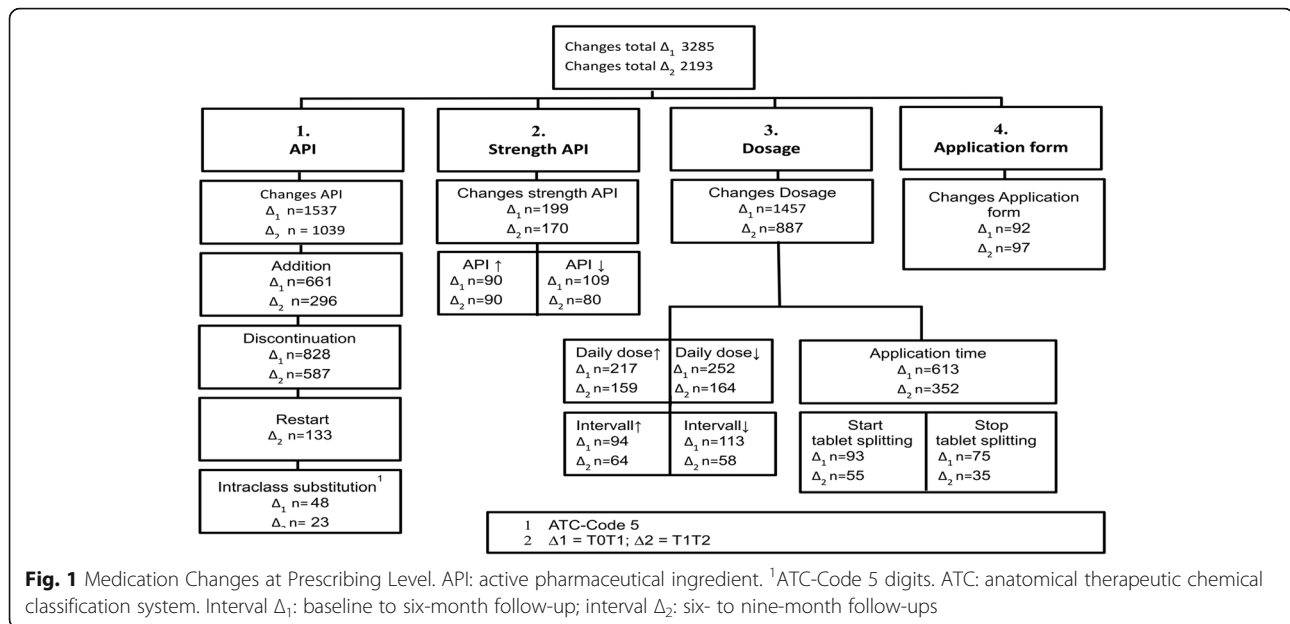 Changes total Δ₁ 3285
Changes total Δ₂ 2193
1.
API
2.
Strength API
3.
Dosage
4.
Application form
Changes API
Δ₁ n=1537
Δ₂ n = 1039
Addition
Δ₁ n=661
Δ₂ n=296
Discontinuation
Δ₁ n=828
Δ₂ n=587
Restart
Δ₂ n=133
Intraclass substitution¹
Δ₁ n= 48
Δ₂ n= 23
Changes strength API
Δ₁ n=199
Δ₂ n=170
API ↑
Δ₁ n=90
Δ₂ n=90
API ↓
Δ₁ n=109
Δ₂ n=80
Changes Dosage
Δ₁ n=1457
Δ₂ n=887
Daily dose↑
Δ₁ n=217
Δ₂ n=159
Daily dose↓
Δ₁ n=252
Δ₂ n=164
Intervall↑
Δ₁ n=94
Δ₂ n=64
Intervall↓
Δ₁ n=113
Δ₂ n=58
Application time
Δ₁ n=613
Δ₂ n=352
Start
tablet splitting
Δ₁ n=93
Δ₂ n=55
Stop
tablet splitting
Δ₁ n=75
Δ₂ n=35
Changes Application
form
Δ₁ n=92
Δ₂ n=97
1 ATC-Code 5
2 Δ1 = T0T1; Δ2 = T1T2
Fig. 1 Medication Changes at Prescribing Level. API: active pharmaceutical ingredient. ¹ATC-Code 5 digits. ATC: anatomical therapeutic chemical
classification system. Interval Δ₁: baseline to six-month follow-up; interval Δ₂: six- to nine-month follow-ups